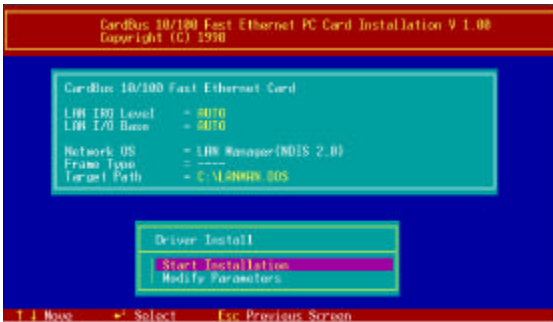 CardBus 10/100 Fast Ethernet PC Card Installation V 1.00
Copyright (C) 1998
CardBus 10/100 Fast Ethernet Card
LAN IRQ Level = AUTO
LAN I/O Base = AUTO
Network OS = LAN Manager(NDIS 2.0)
Frame Type = ----
Target Path = C:\LANMAN.DOS
Driver Install
Start Installation
Modify Parameters
↑ ↓ Move ↵ Select Esc Previous Screen